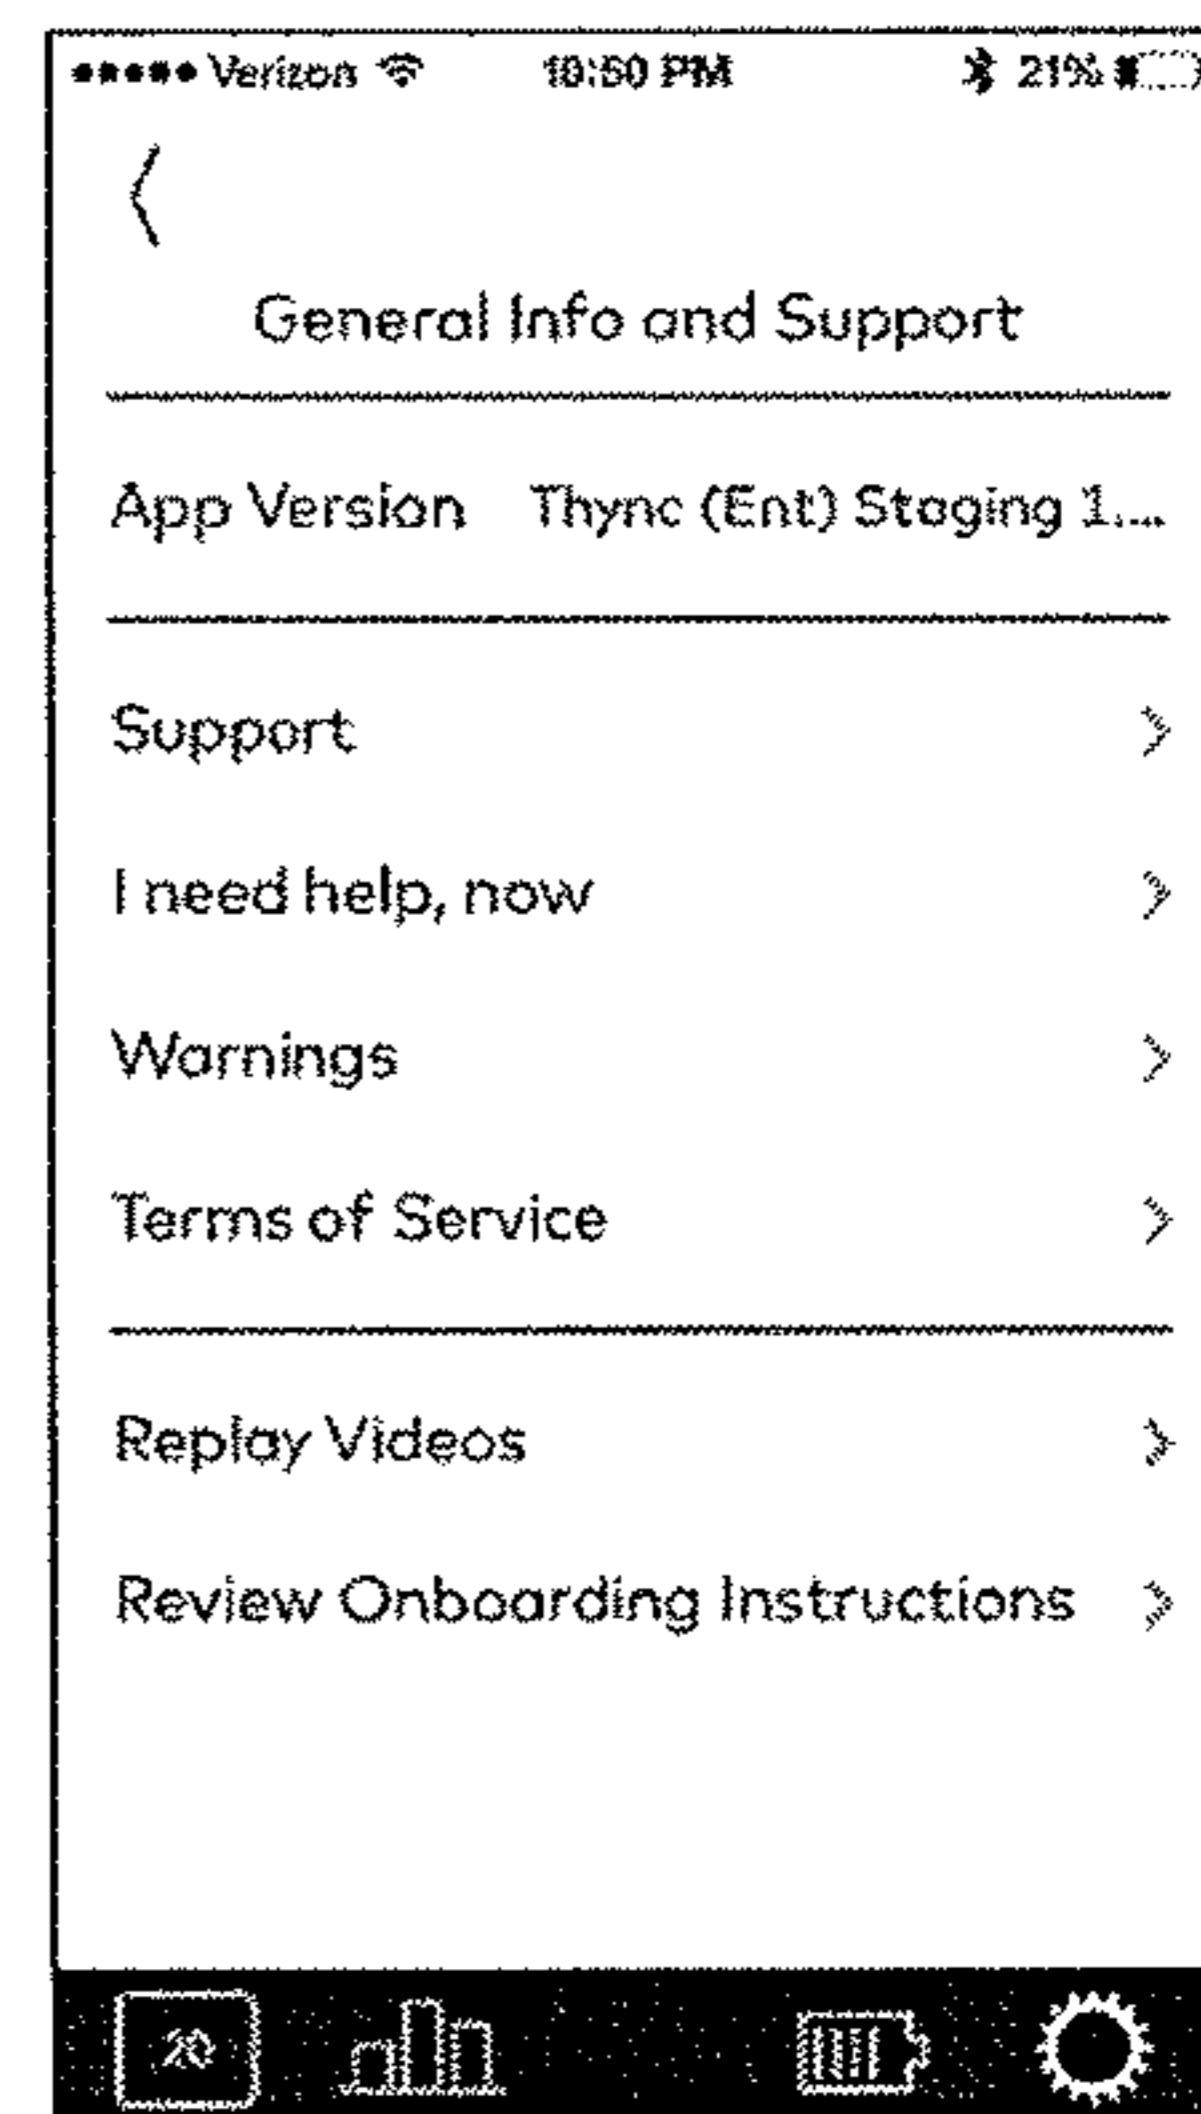 Verizon 10:50 PM 21%
General Info and Support
App Version Thync (Ent) Staging 1....
Support
I need help, now
Warnings
Terms of Service
Replay Videos
Review Onboarding Instructions
20